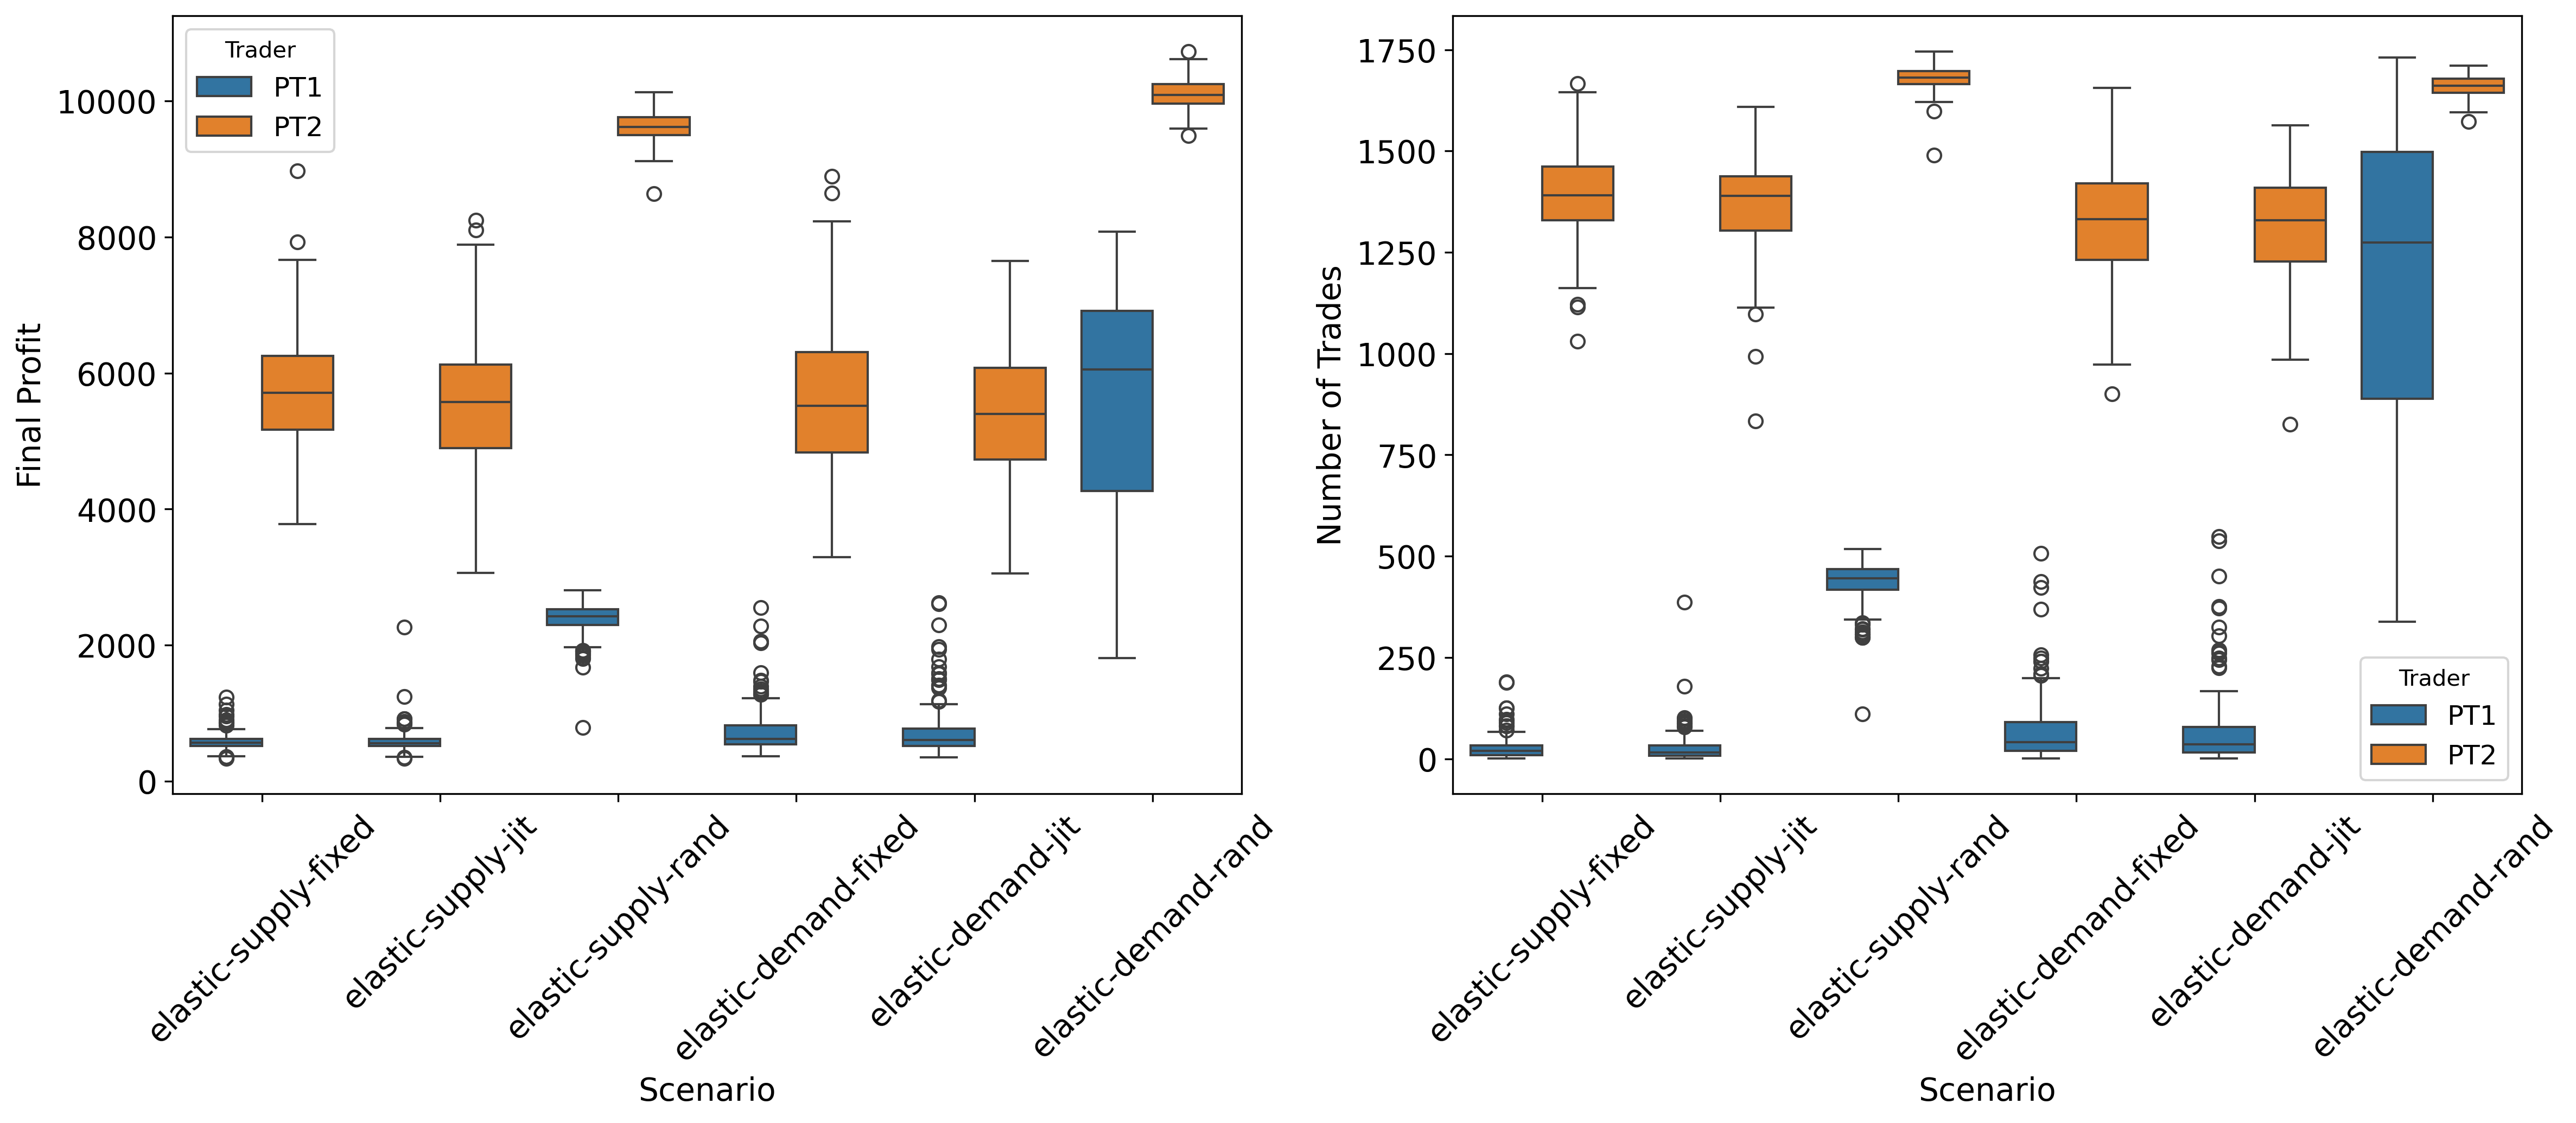 Trader
PT1
PT2
10000
8000
6000
4000
2000
0
Final Profit
elastic-supply-fixed
elastic-supply-jit
elastic-supply-rand
elastic-demand-fixed
elastic-demand-jit
elastic-demand-rand
Scenario
1750
1500
1250
1000
750
500
250
0
Number of Trades
Trader
PT1
PT2
elastic-supply-fixed
elastic-supply-jit
elastic-supply-rand
elastic-demand-fixed
elastic-demand-jit
elastic-demand-rand
Scenario